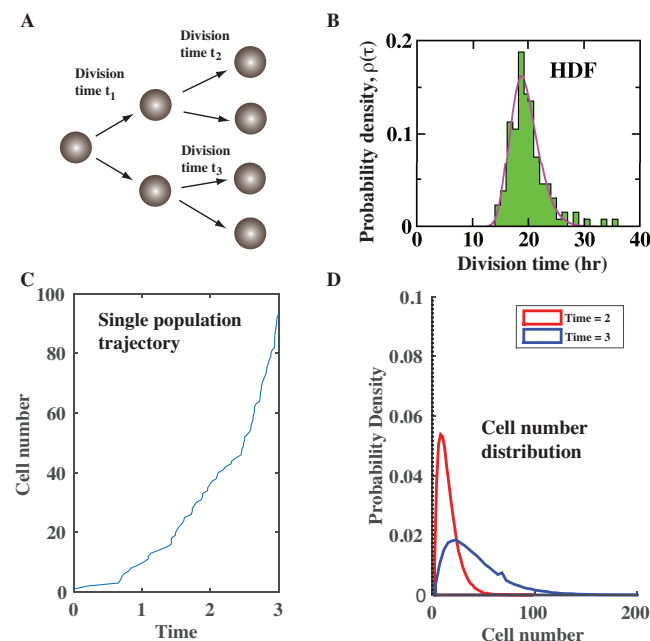 A
Division
time t1
Division
time t2
Division
time t3
B
Probability density, ρ(τ)
0.2
0.1
0
HDF
0
10
20
30
40
Division time (hr)
C
Cell number
100
80
60
40
20
0
Single population
trajectory
0
1
2
3
Time
D
Probability Density
0.1
0.08
0.06
0.04
0.02
0
Time = 2
Time = 3
Cell number
distribution
0
100
200
Cell number